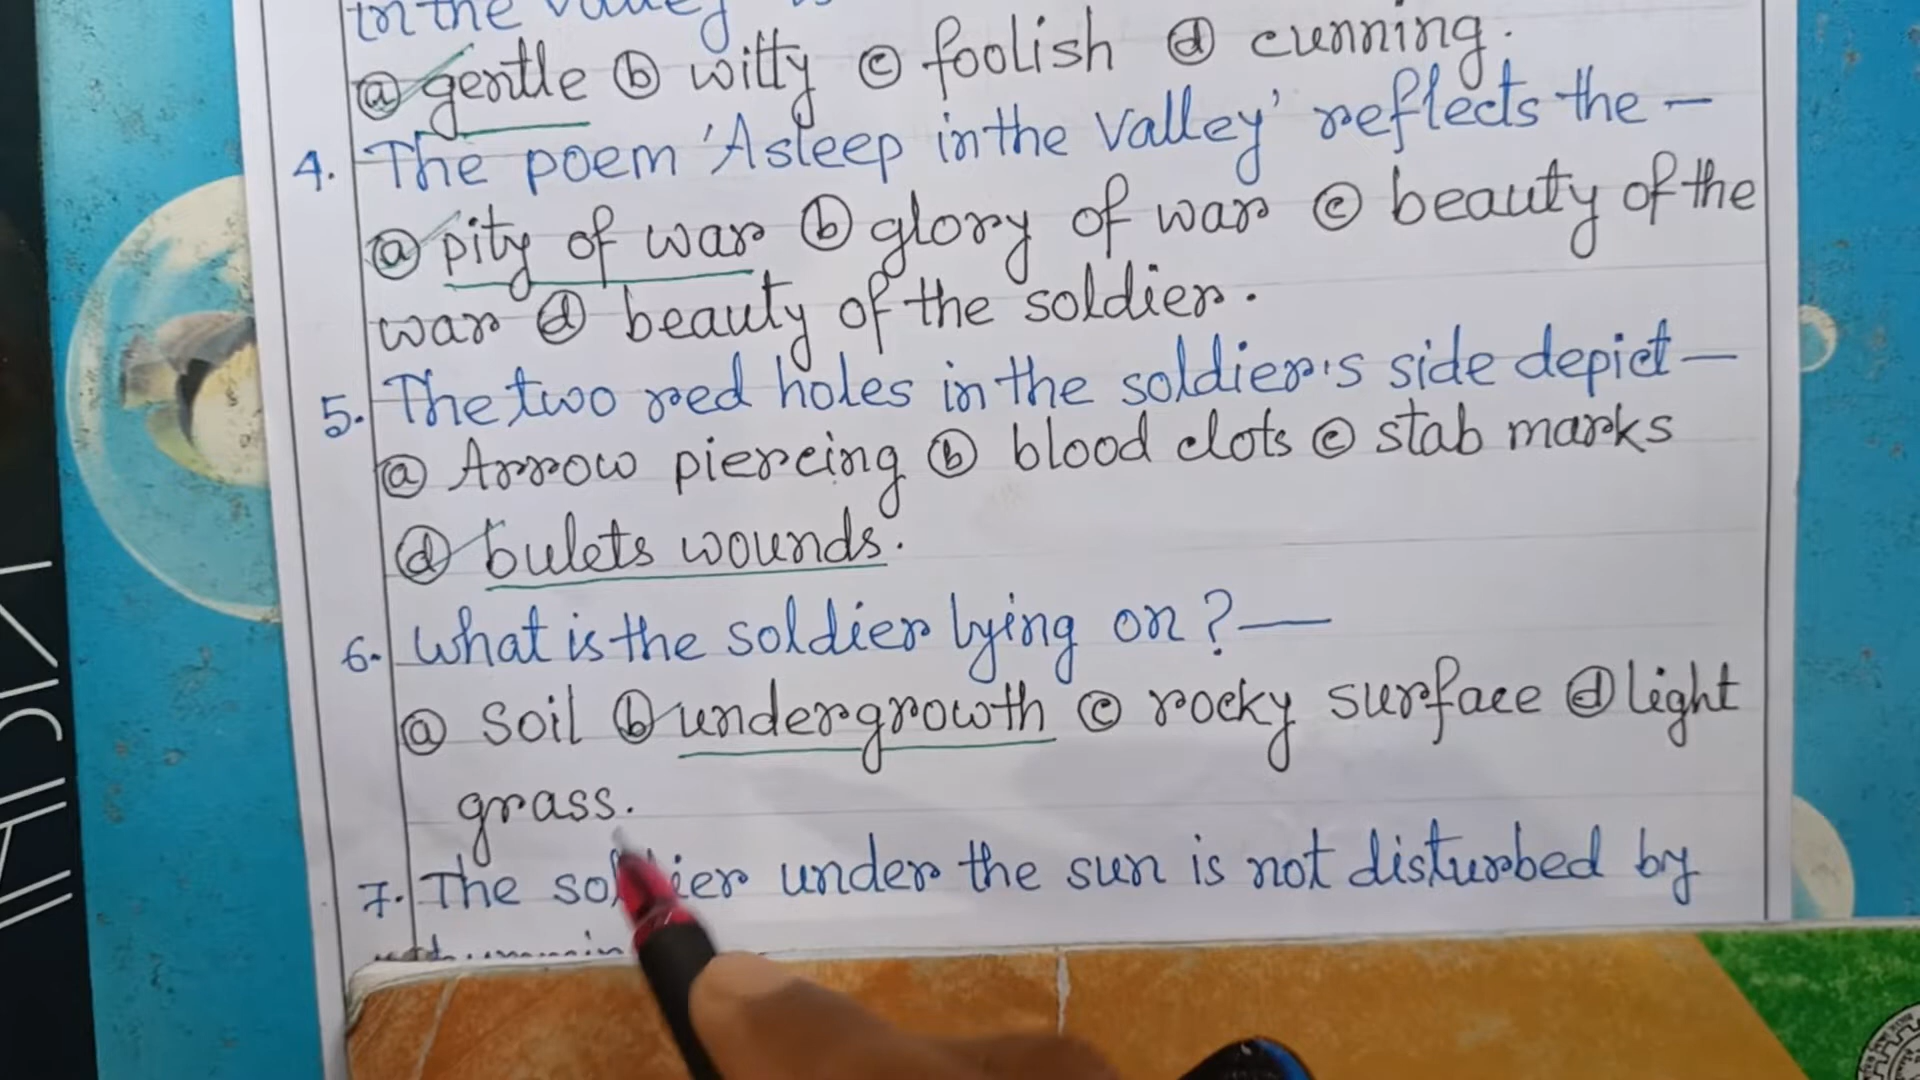 in the valley
ⓐ gentle ⓑ witty ⓒ foolish ⓓ cunning.
4. The poem 'Asleep in the Valley' reflects the —
ⓐ pity of war ⓑ glory of war ⓒ beauty of the
war ⓓ beauty of the soldier.
5. The two red holes in the soldier's side depict —
ⓐ Arrow piercing ⓑ blood clots ⓒ stab marks
ⓓ bulets wounds.
6. What is the soldier lying on? —
ⓐ Soil ⓑ undergrowth ⓒ rocky surface ⓓ light
grass.
7. The soldier under the sun is not disturbed by